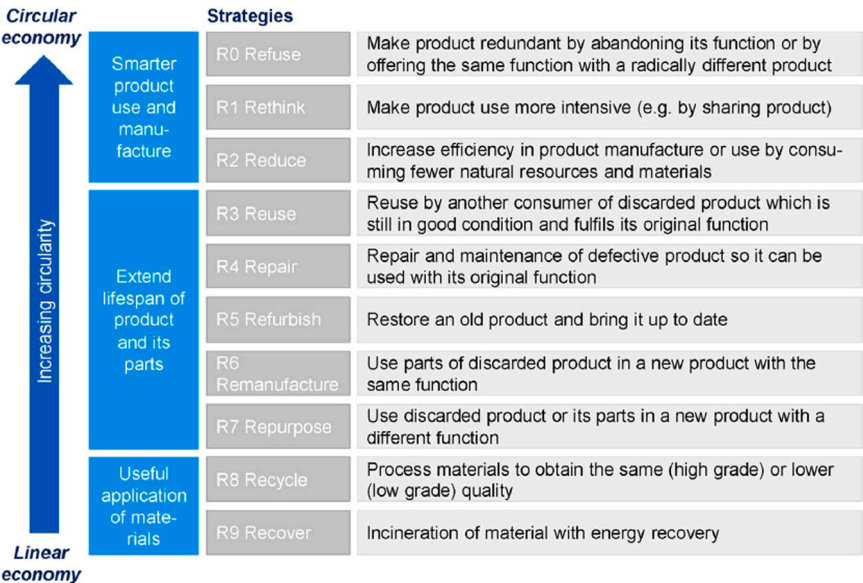 Circular
economy
Strategies
Smarter
product
use and
manu-
facture
R0 Refuse
Make product redundant by abandoning its function or by
offering the same function with a radically different product
R1 Rethink
Make product use more intensive (e.g. by sharing product)
R2 Reduce
Increase efficiency in product manufacture or use by consu-
ming fewer natural resources and materials
Increasing circularity
Extend
lifespan of
product
and its
parts
R3 Reuse
Reuse by another consumer of discarded product which is
still in good condition and fulfils its original function
R4 Repair
Repair and maintenance of defective product so it can be
used with its original function
R5 Refurbish
Restore an old product and bring it up to date
R6
Remanufacture
Use parts of discarded product in a new product with the
same function
R7 Repurpose
Use discarded product or its parts in a new product with a
different function
Useful
application
of mate-
rials
R8 Recycle
Process materials to obtain the same (high grade) or lower
(low grade) quality
R9 Recover
Incineration of material with energy recovery
Linear
economy